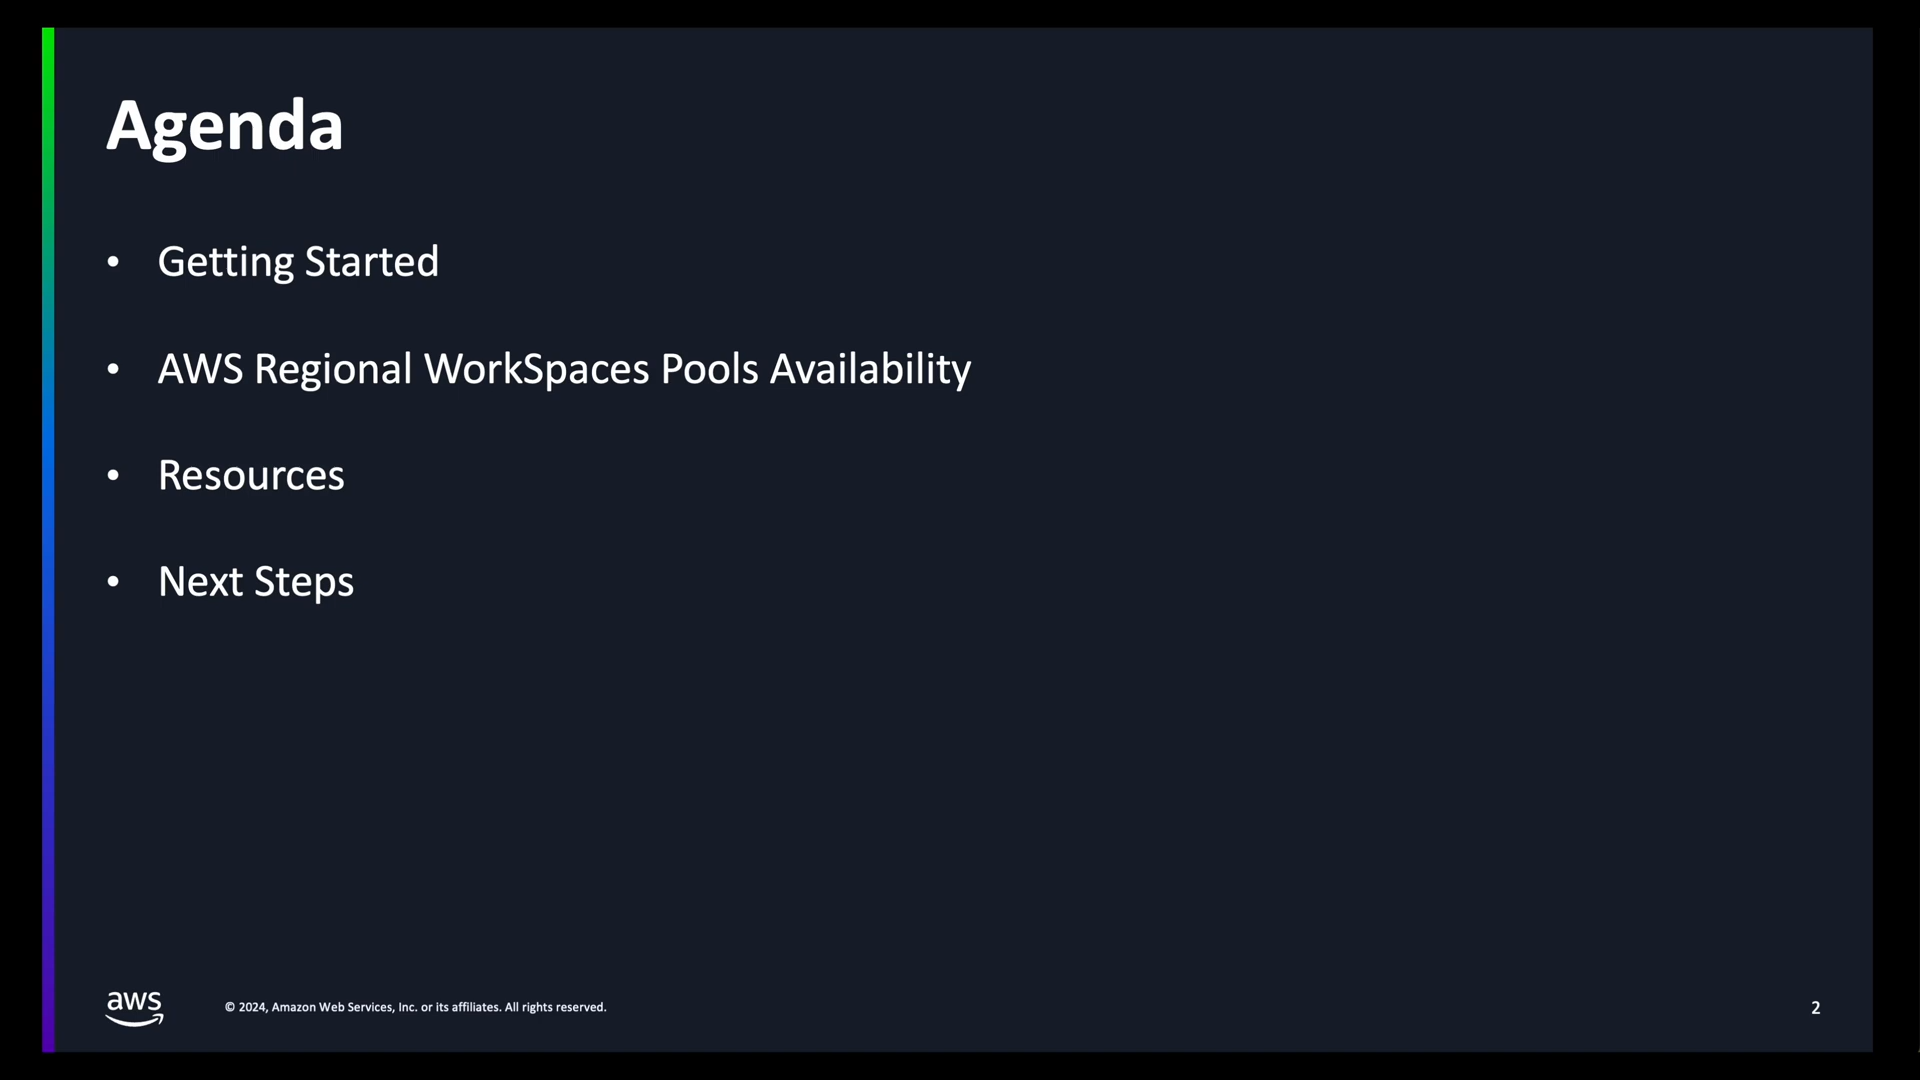 Agenda
• Getting Started
• AWS Regional WorkSpaces Pools Availability
• Resources
• Next Steps
aws
© 2024, Amazon Web Services, Inc. or its affiliates. All rights reserved.
2